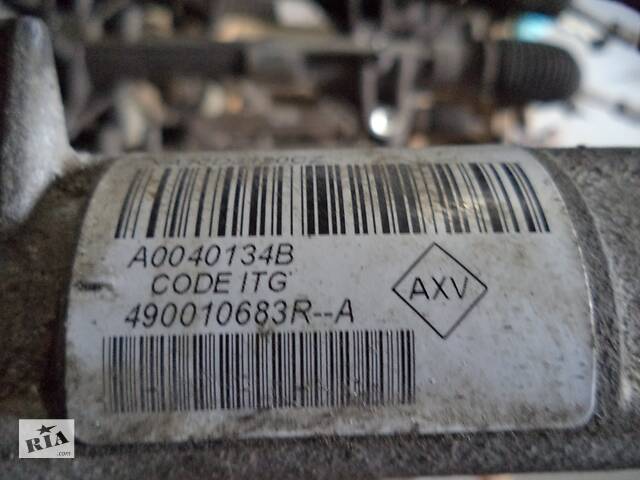 A0040134B
CODE ITG
490010683R--A
AXV
RIA
.com